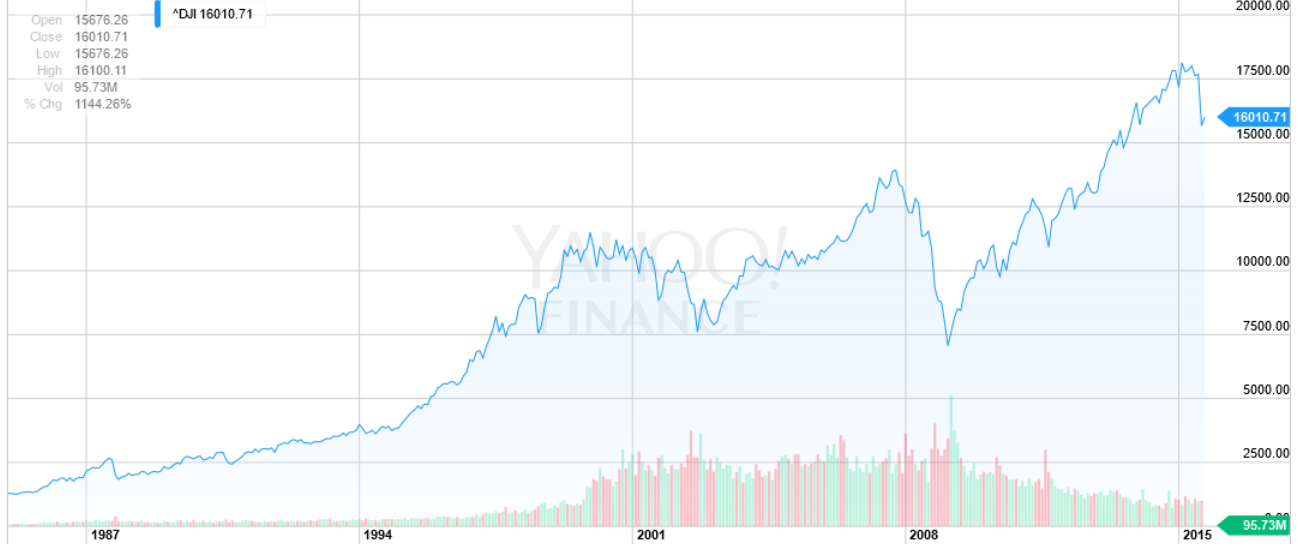 ^DJI 16010.71
Open 15676.26
Close 16010.71
Low 15676.26
High 16100.11
Vol 95.73M
% Chg 1144.26%
20000.00
17500.00
16010.71
15000.00
12500.00
10000.00
7500.00
5000.00
2500.00
0.00
95.73M
YAHOO!
FINANCE
1987
1994
2001
2008
2015